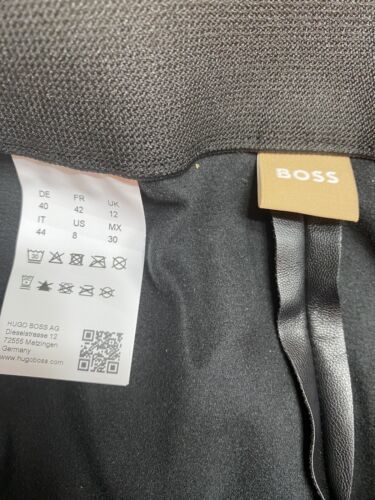 BOSS
DE FR UK
40 42 12
IT US MX
44 8 30
30
HUGO BOSS AG
Dieselstrasse 12
72555 Metzingen
Germany
www.hugoboss.com